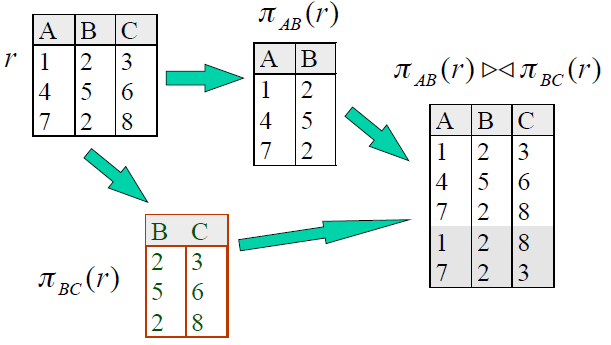 r
A B C
1 2 3
4 5 6
7 2 8
π_AB(r)
A B
1 2
4 5
7 2
π_BC(r)
B C
2 3
5 6
2 8
π_AB(r) ▷◁ π_BC(r)
A B C
1 2 3
4 5 6
7 2 8
1 2 8
7 2 3